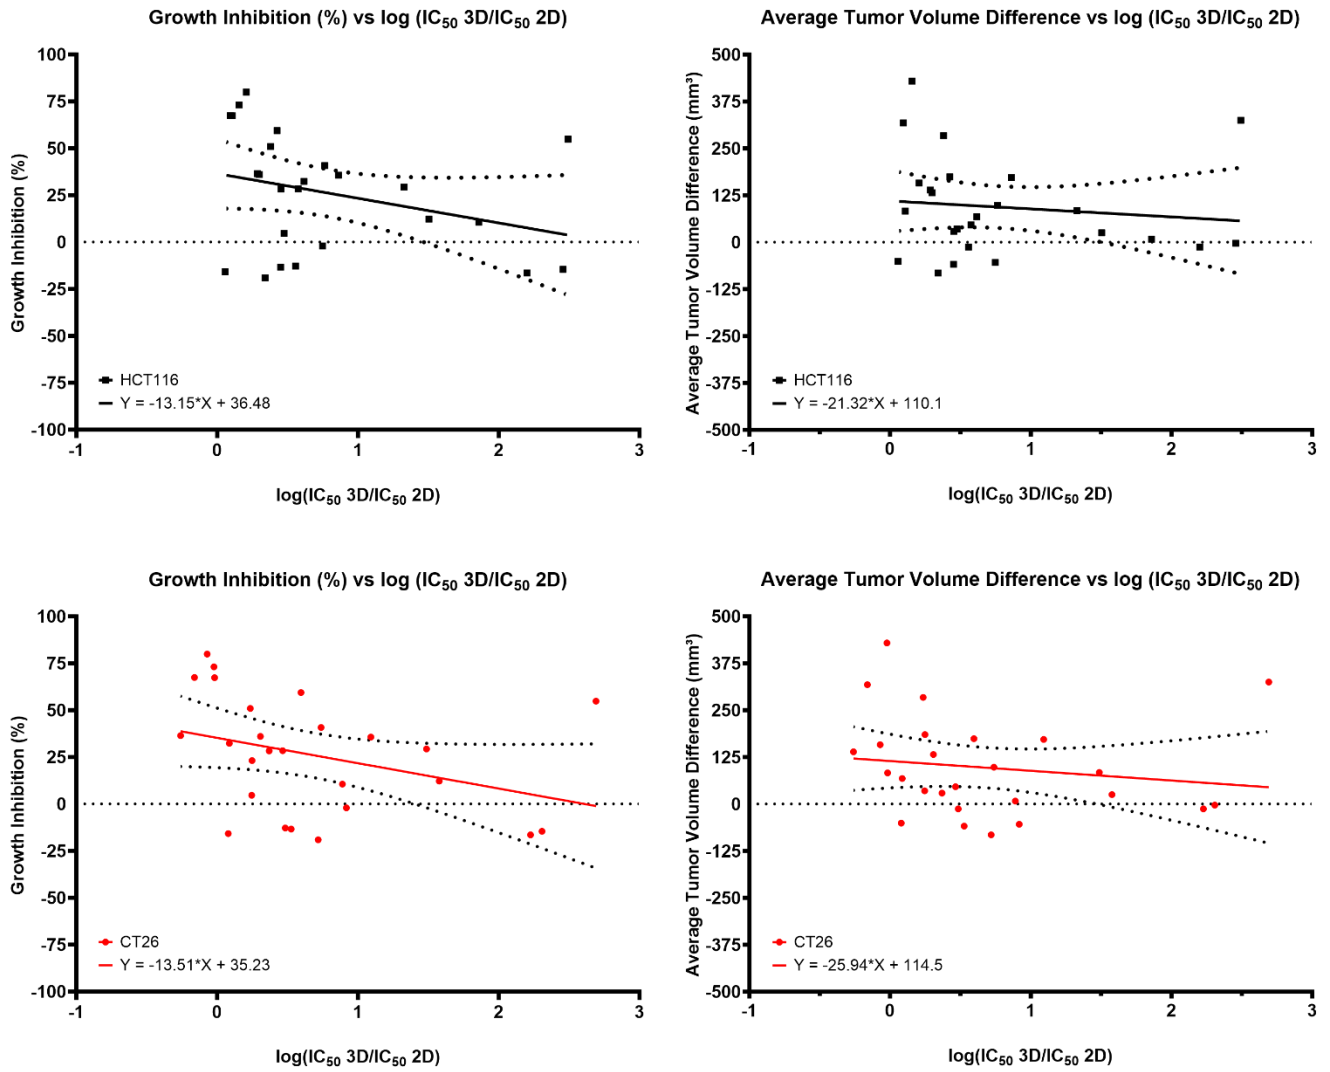 Growth Inhibition (%) vs log (IC₅₀ 3D/IC₅₀ 2D)
100
75
50
25
0
-25
-50
-75
-100
Growth Inhibition (%)
HCT116
Y = -13.15*X + 36.48
-1
0
1
2
3
log(IC₅₀ 3D/IC₅₀ 2D)
Average Tumor Volume Difference vs log (IC₅₀ 3D/IC₅₀ 2D)
500
375
250
125
0
-125
-250
-375
-500
Average Tumor Volume Difference (mm³)
HCT116
Y = -21.32*X + 110.1
-1
0
1
2
3
log(IC₅₀ 3D/IC₅₀ 2D)
Growth Inhibition (%) vs log (IC₅₀ 3D/IC₅₀ 2D)
100
75
50
25
0
-25
-50
-75
-100
Growth Inhibition (%)
CT26
Y = -13.51*X + 35.23
-1
0
1
2
3
log(IC₅₀ 3D/IC₅₀ 2D)
Average Tumor Volume Difference vs log (IC₅₀ 3D/IC₅₀ 2D)
500
375
250
125
0
-125
-250
-375
-500
Average Tumor Volume Difference (mm³)
CT26
Y = -25.94*X + 114.5
-1
0
1
2
3
log(IC₅₀ 3D/IC₅₀ 2D)